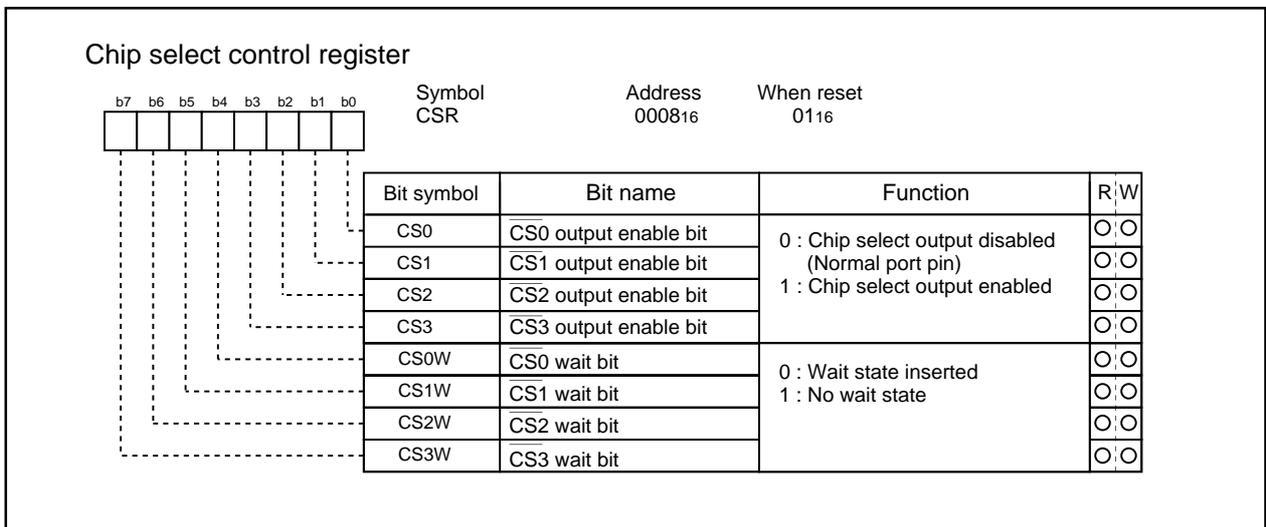 Chip select control register
b7 b6 b5 b4 b3 b2 b1 b0
Symbol Address When reset
CSR 000816 0116
Bit symbol Bit name Function R W
CS0 CS0 output enable bit
0 : Chip select output disabled
(Normal port pin)
1 : Chip select output enabled
CS1 CS1 output enable bit
CS2 CS2 output enable bit
CS3 CS3 output enable bit
CS0W CS0 wait bit
0 : Wait state inserted
1 : No wait state
CS1W CS1 wait bit
CS2W CS2 wait bit
CS3W CS3 wait bit